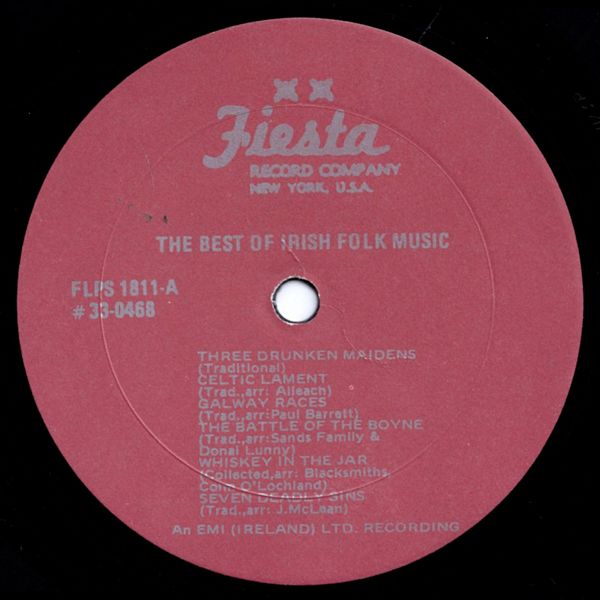 Fiesta
RECORD COMPANY
NEW YORK, U.S.A.
THE BEST OF IRISH FOLK MUSIC
FLPS 1811-A
# 33-0468
THREE DRUNKEN MAIDENS
(Traditional)
CELTIC LAMENT
(Trad.,arr: Aileach)
GALWAY RACES
(Trad.,arr:Paul Barrett)
THE BATTLE OF THE BOYNE
(Trad.,arr:Sands Family &
Donal Lunny)
WHISKEY IN THE JAR
(Collected,arr: Blacksmiths,
Colm O'Lochland)
SEVEN DEADLY SINS
(Trad.,arr: J.McLean)
An EMI (IRELAND) LTD. RECORDING